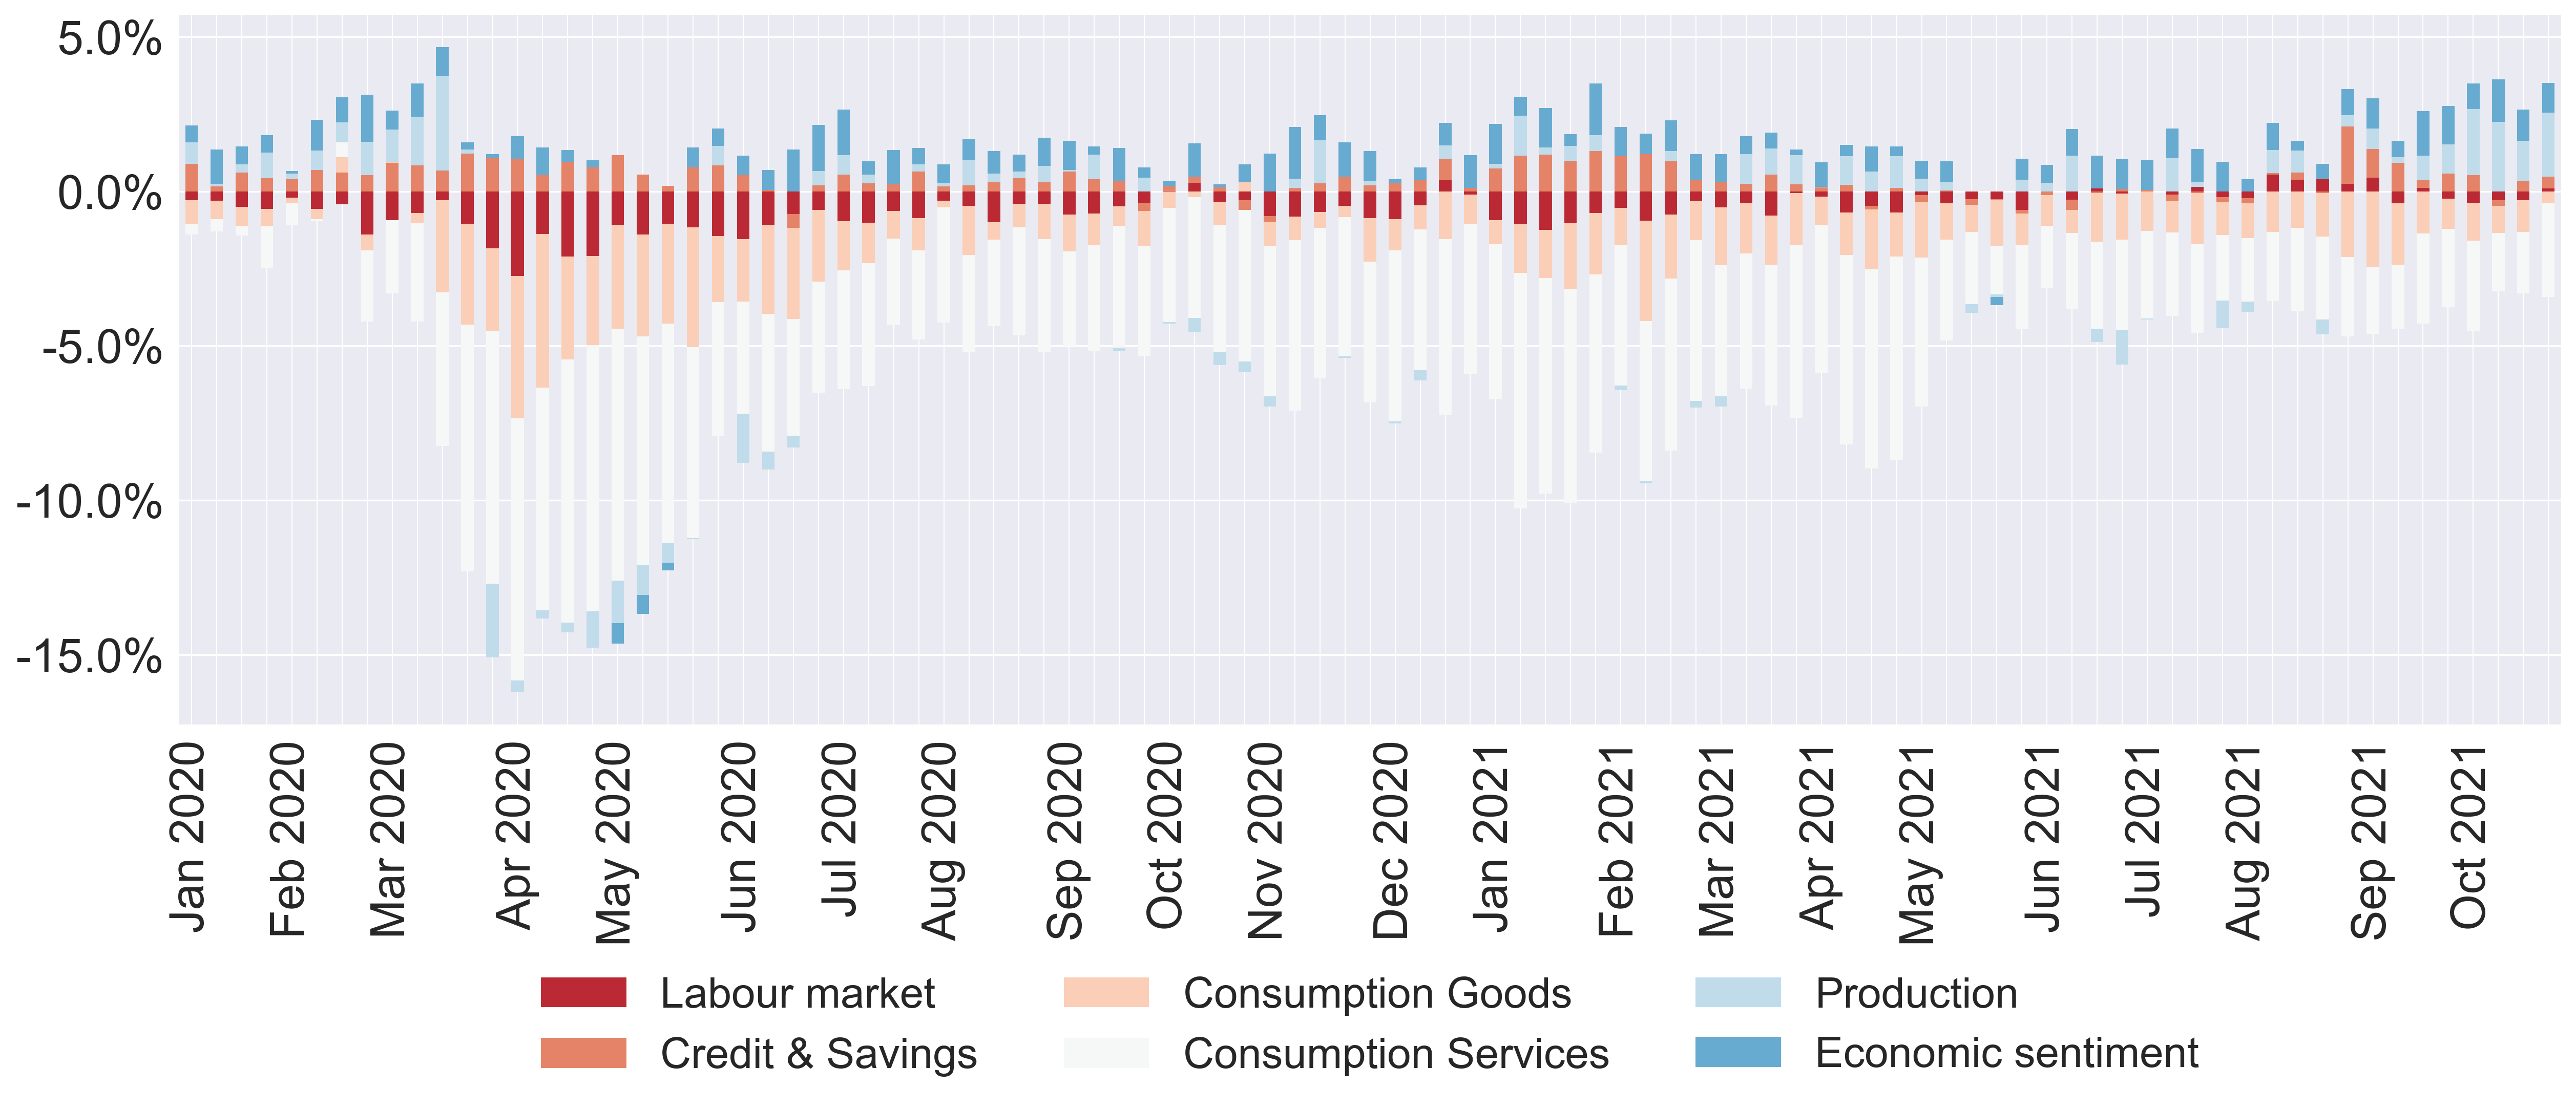 5.0%
0.0%
-5.0%
-10.0%
-15.0%
Jan 2020
Feb 2020
Mar 2020
Apr 2020
May 2020
Jun 2020
Jul 2020
Aug 2020
Sep 2020
Oct 2020
Nov 2020
Dec 2020
Jan 2021
Feb 2021
Mar 2021
Apr 2021
May 2021
Jun 2021
Jul 2021
Aug 2021
Sep 2021
Oct 2021
Labour market
Consumption Goods
Production
Credit & Savings
Consumption Services
Economic sentiment